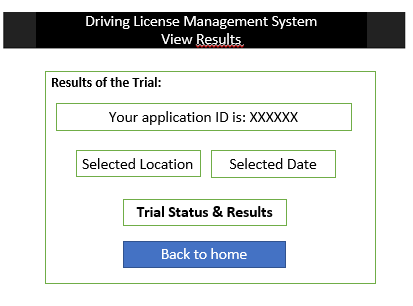 Driving License Management System
View Results
Results of the Trial:
Your application ID is: XXXXXX
Selected Location
Selected Date
Trial Status & Results
Back to home